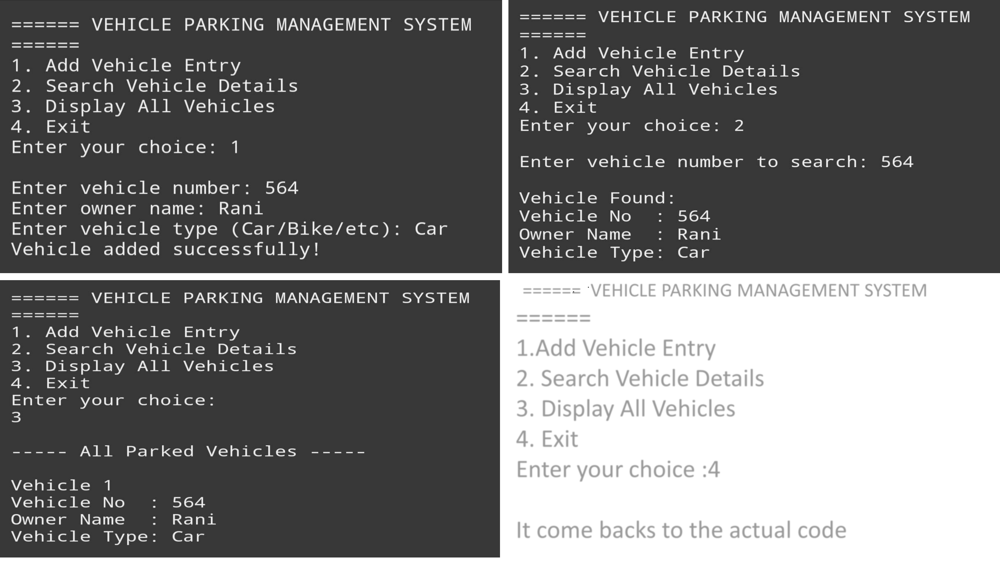 ====== VEHICLE PARKING MANAGEMENT SYSTEM
======
1. Add Vehicle Entry
2. Search Vehicle Details
3. Display All Vehicles
4. Exit
Enter your choice: 1

Enter vehicle number: 564
Enter owner name: Rani
Enter vehicle type (Car/Bike/etc): Car
Vehicle added successfully!

====== VEHICLE PARKING MANAGEMENT SYSTEM
======
1. Add Vehicle Entry
2. Search Vehicle Details
3. Display All Vehicles
4. Exit
Enter your choice: 2

Enter vehicle number to search: 564

Vehicle Found:
Vehicle No  : 564
Owner Name  : Rani
Vehicle Type: Car

====== VEHICLE PARKING MANAGEMENT SYSTEM
======
1. Add Vehicle Entry
2. Search Vehicle Details
3. Display All Vehicles
4. Exit
Enter your choice:
3

----- All Parked Vehicles -----

Vehicle 1
Vehicle No  : 564
Owner Name  : Rani
Vehicle Type: Car

====== VEHICLE PARKING MANAGEMENT SYSTEM
======
1.Add Vehicle Entry
2. Search Vehicle Details
3. Display All Vehicles
4. Exit
Enter your choice :4

It come backs to the actual code